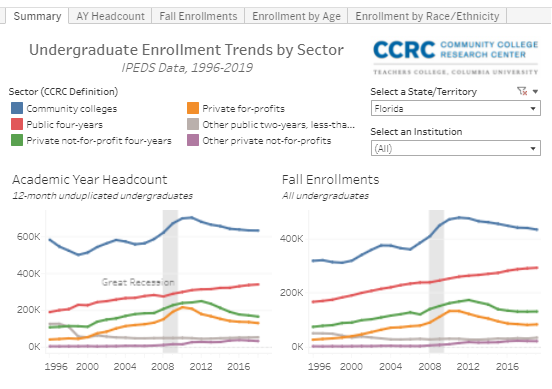 Summary AY Headcount Fall Enrollments Enrollment by Age Enrollment by Race/Ethnicity
Undergraduate Enrollment Trends by Sector
IPEDS Data, 1996-2019
CCRC COMMUNITY COLLEGE
RESEARCH CENTER
TEACHERS COLLEGE, COLUMBIA UNIVERSITY
Sector (CCRC Definition)
Community colleges
Private for-profits
Public four-years
Other public two-years, less-tha...
Private not-for-profit four-years
Other private not-for-profits
Select a State/Territory
Florida
Select an Institution
(All)
Academic Year Headcount
12-month unduplicated undergraduates
600K
400K
200K
0K
Great Recession
1996 2000 2004 2008 2012 2016
Fall Enrollments
All undergraduates
400K
200K
0K
1996 2000 2004 2008 2012 2016